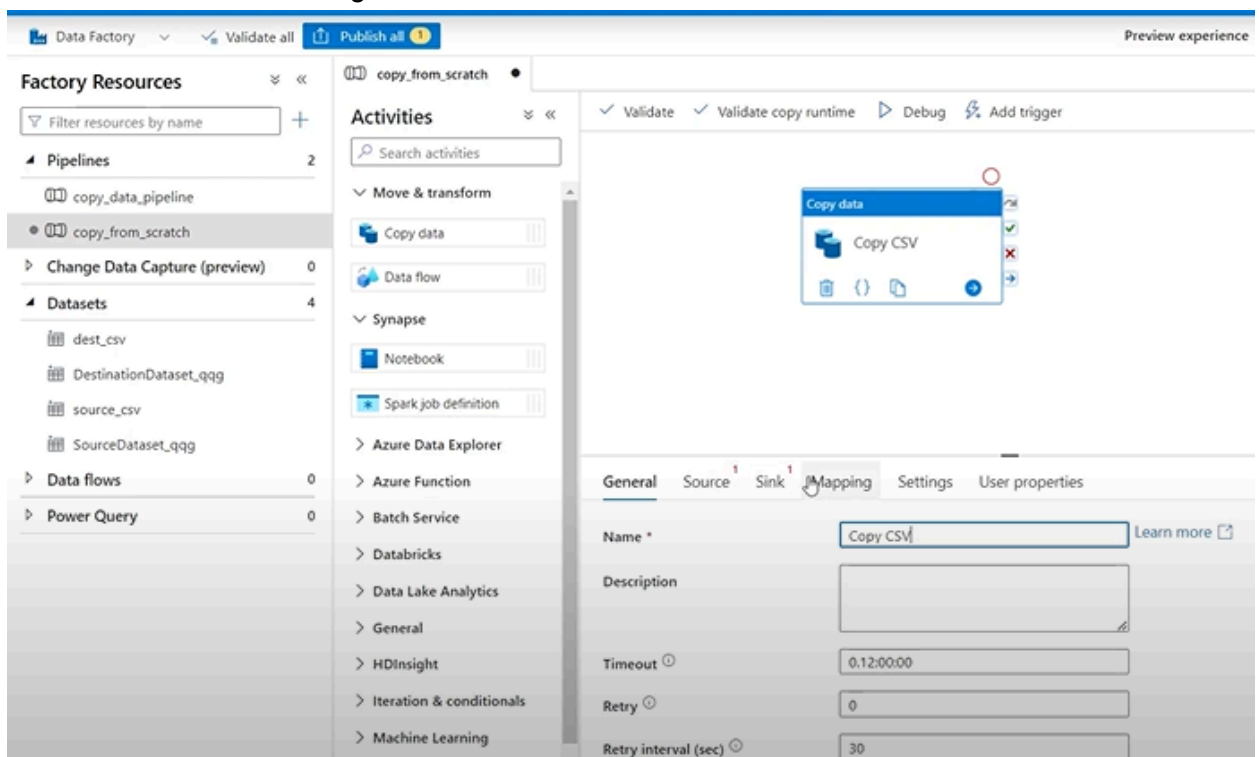 Data Factory
Validate all
Publish all 1
Preview experience
Factory Resources
Filter resources by name
Pipelines 2
copy_data_pipeline
copy_from_scratch
Change Data Capture (preview) 0
Datasets 4
dest_csv
DestinationDataset_qqg
source_csv
SourceDataset_qqg
Data flows 0
Power Query 0
copy_from_scratch
Activities
Search activities
Move & transform
Copy data
Data flow
Synapse
Notebook
Spark job definition
Azure Data Explorer
Azure Function
Batch Service
Databricks
Data Lake Analytics
General
HDInsight
Iteration & conditionals
Machine Learning
Validate
Validate copy runtime
Debug
Add trigger
Copy data
Copy CSV
General Source 1 Sink 1 Mapping Settings User properties
Name * Copy CSV Learn more
Description
Timeout 0.12:00:00
Retry 0
Retry interval (sec) 30